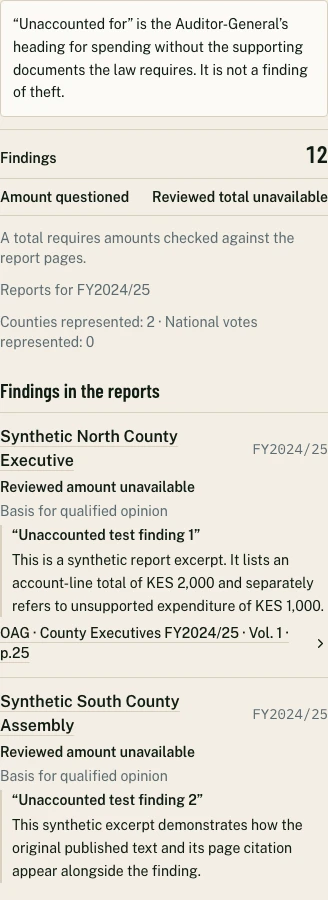 “Unaccounted for” is the Auditor-General’s
heading for spending without the supporting
documents the law requires. It is not a finding
of theft.
Findings 12
Amount questioned Reviewed total unavailable
A total requires amounts checked against the
report pages.
Reports for FY2024/25
Counties represented: 2 · National votes
represented: 0
Findings in the reports
Synthetic North County
Executive
FY2024/25
Reviewed amount unavailable
Basis for qualified opinion
“Unaccounted test finding 1”
This is a synthetic report excerpt. It lists an
account-line total of KES 2,000 and separately
refers to unsupported expenditure of KES 1,000.
OAG · County Executives FY2024/25 · Vol. 1 ·
p.25
Synthetic South County
Assembly
FY2024/25
Reviewed amount unavailable
Basis for qualified opinion
“Unaccounted test finding 2”
This synthetic excerpt demonstrates how the
original published text and its page citation
appear alongside the finding.